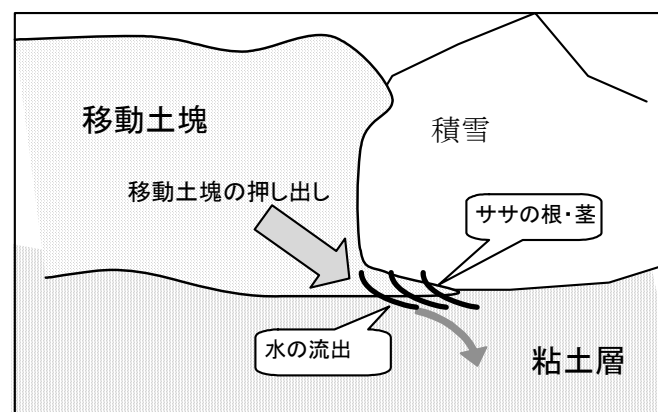 移動土塊
積雪
移動土塊の押し出し
ササの根・茎
水の流出
粘土層